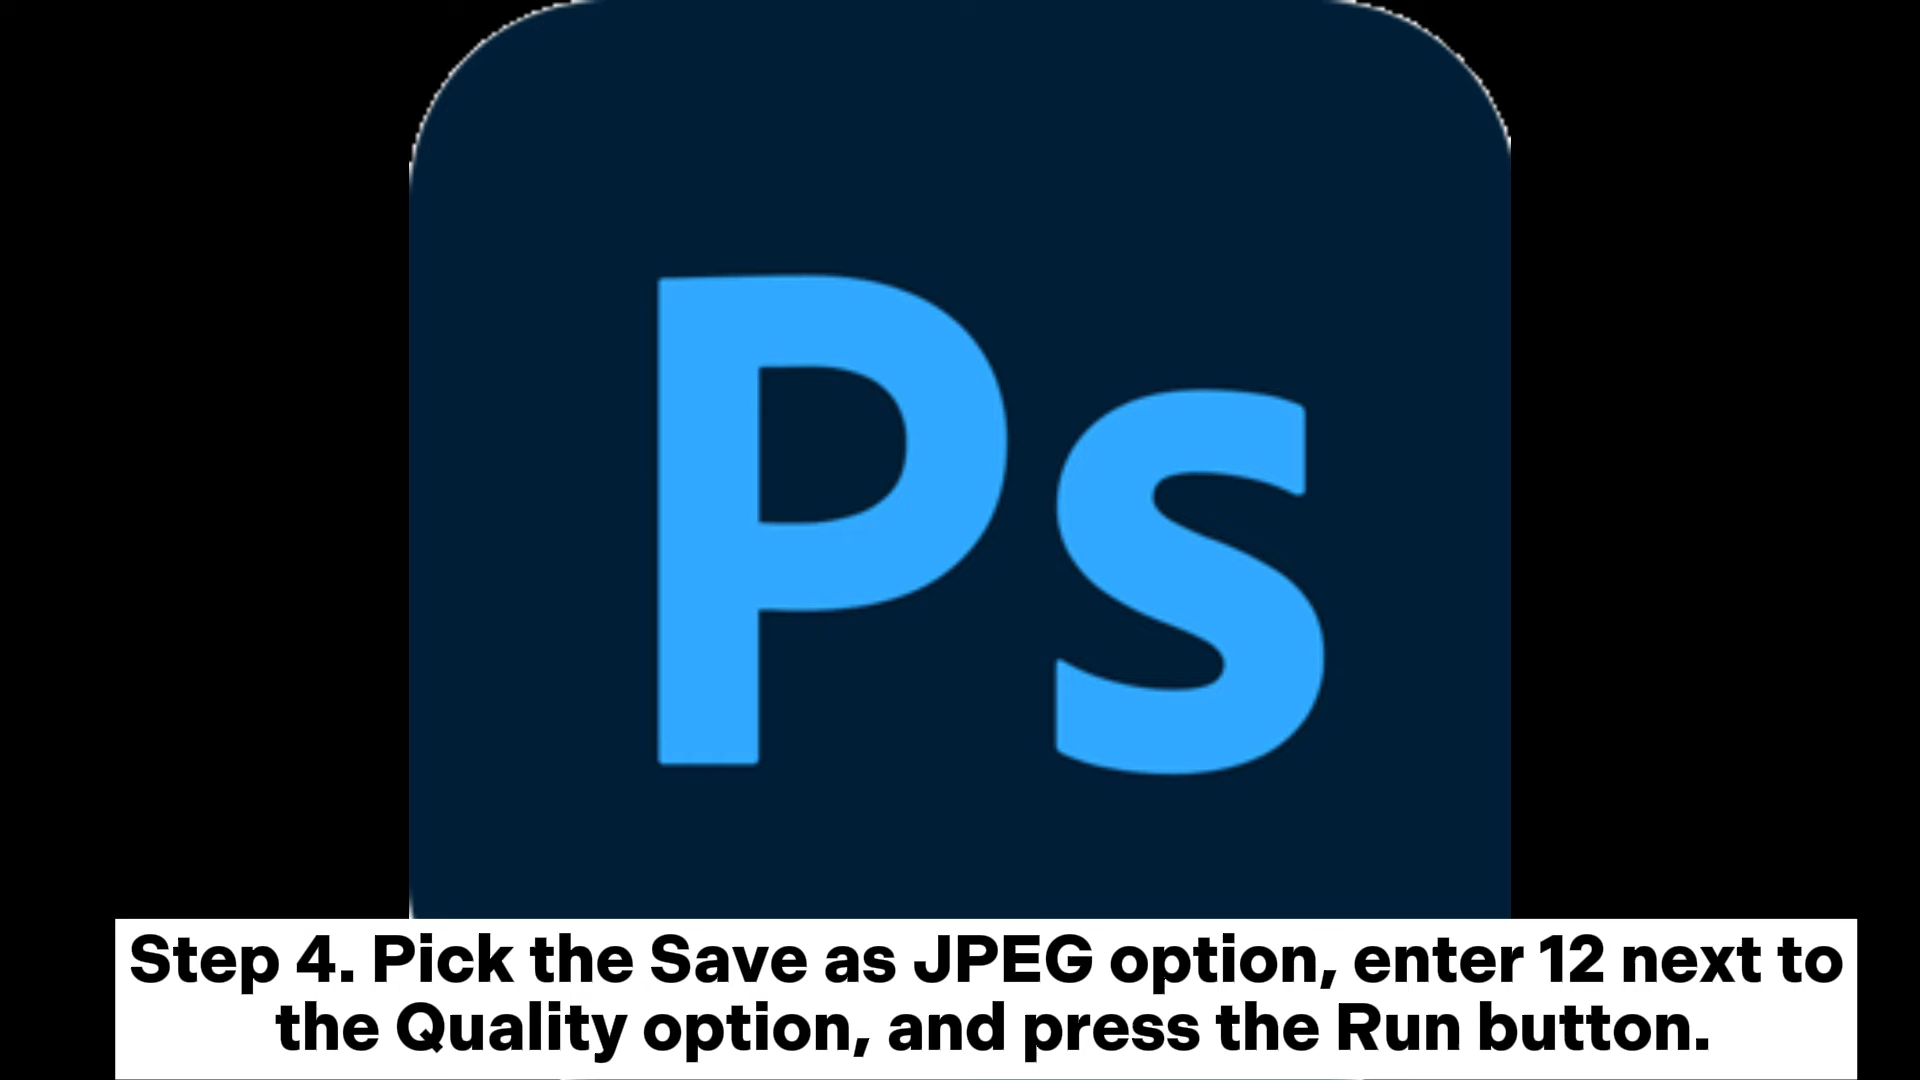 Ps
Step 4. Pick the Save as JPEG option, enter 12 next to
the Quality option, and press the Run button.